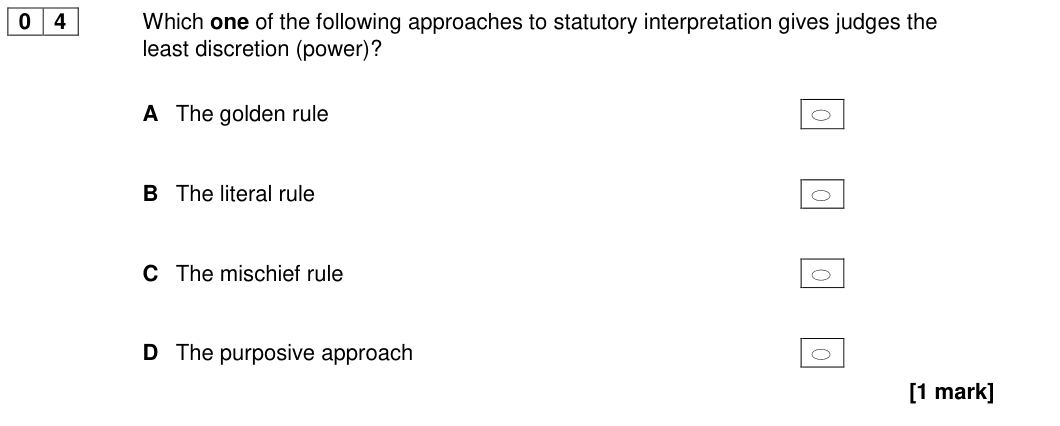 0 4 Which one of the following approaches to statutory interpretation gives judges the
least discretion (power)?
A The golden rule
B The literal rule
C The mischief rule
D The purposive approach
[1 mark]